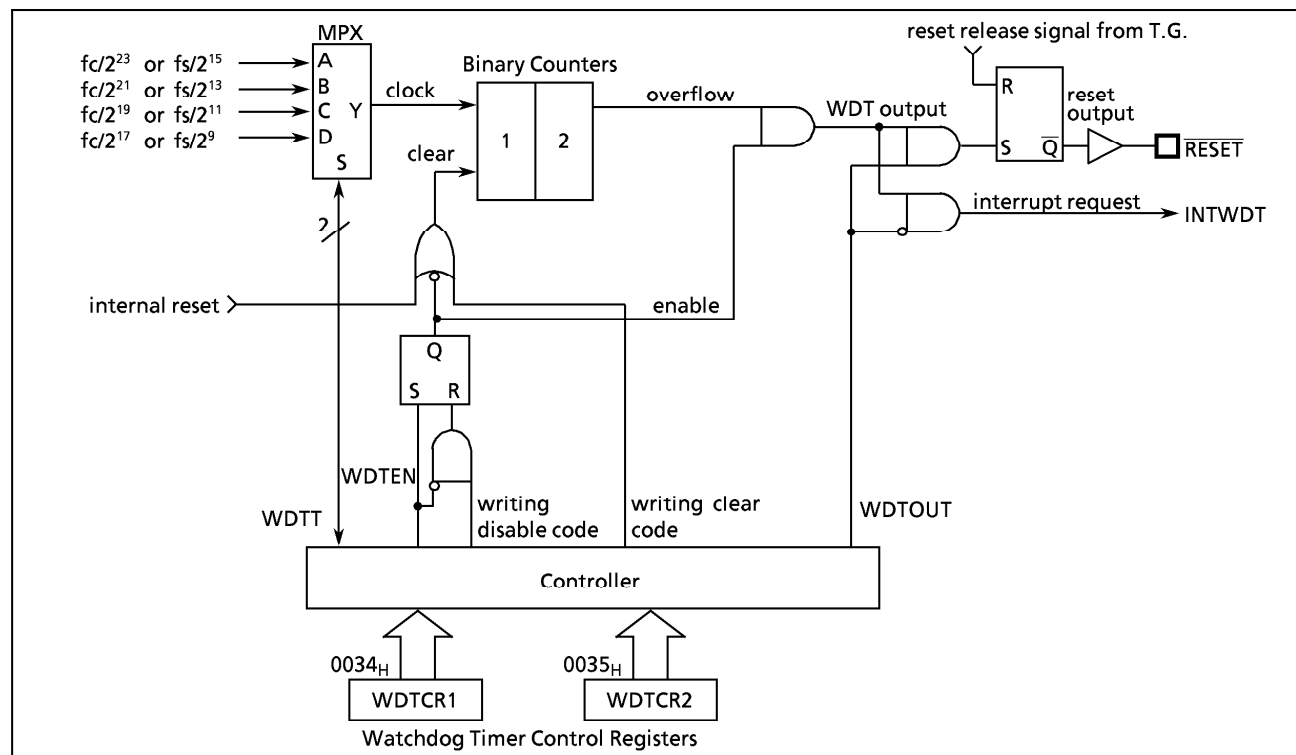 MPX
reset release signal from T.G.
fc/2²³ or fs/2¹⁵
A
fc/2²¹ or fs/2¹³
B
fc/2¹⁹ or fs/2¹¹
C
Y
fc/2¹⁷ or fs/2⁹
D
S
clock
clear
Binary Counters
1
2
overflow
WDT output
R
S
Q̅
reset
output
R̅E̅S̅E̅T̅
interrupt request
INTWDT
2
internal reset
enable
Q
S
R
WDTEN
WDTT
writing
disable code
writing clear
code
WDTOUT
Controller
0034H
0035H
WDTCR1
WDTCR2
Watchdog Timer Control Registers